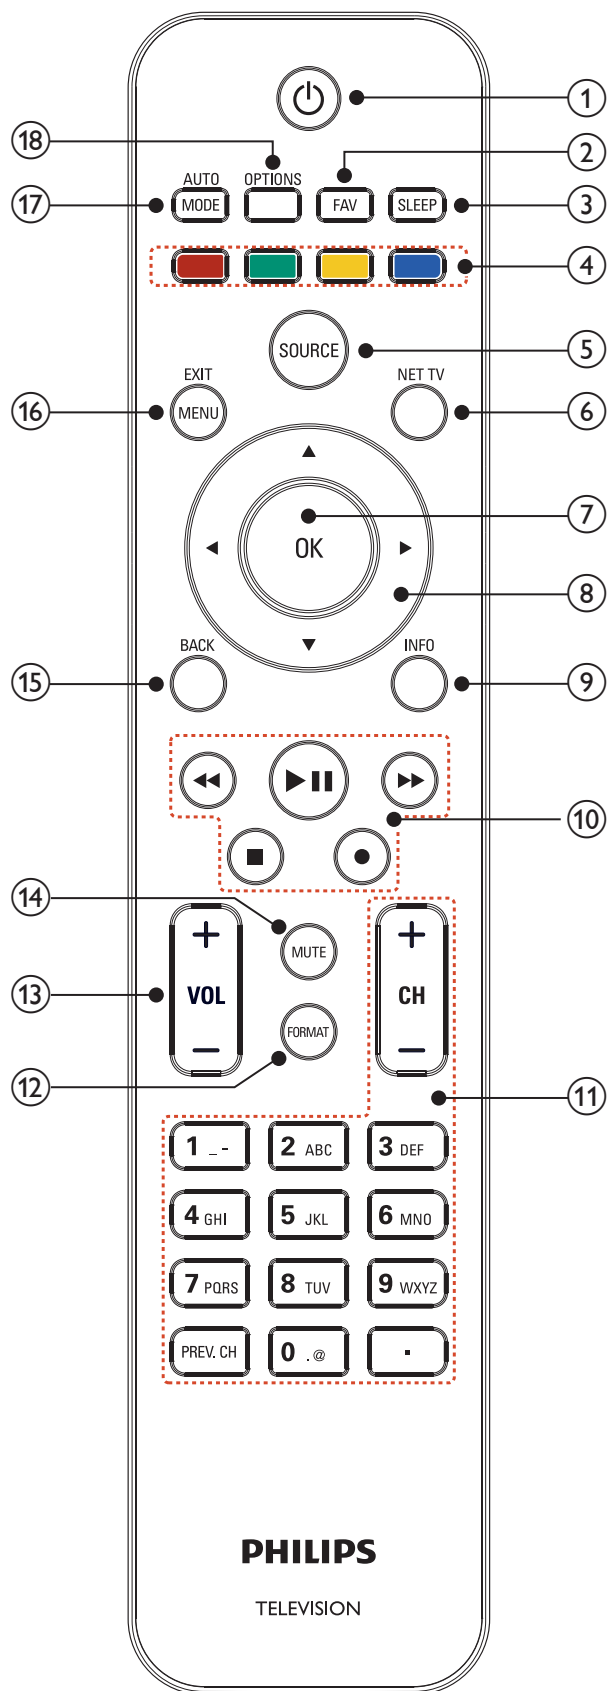 1
18
2
AUTO OPTIONS
17 MODE FAV SLEEP 3
4
SOURCE 5
EXIT NET TV
16 MENU 6
7
OK
8
BACK INFO
15 9
10
14
+ +
MUTE
13 VOL CH
FORMAT
− −
12 11
1 _ - 2 ABC 3 DEF
4 GHI 5 JKL 6 MNO
7 PQRS 8 TUV 9 WXYZ
PREV. CH 0 .@ .
PHILIPS
TELEVISION